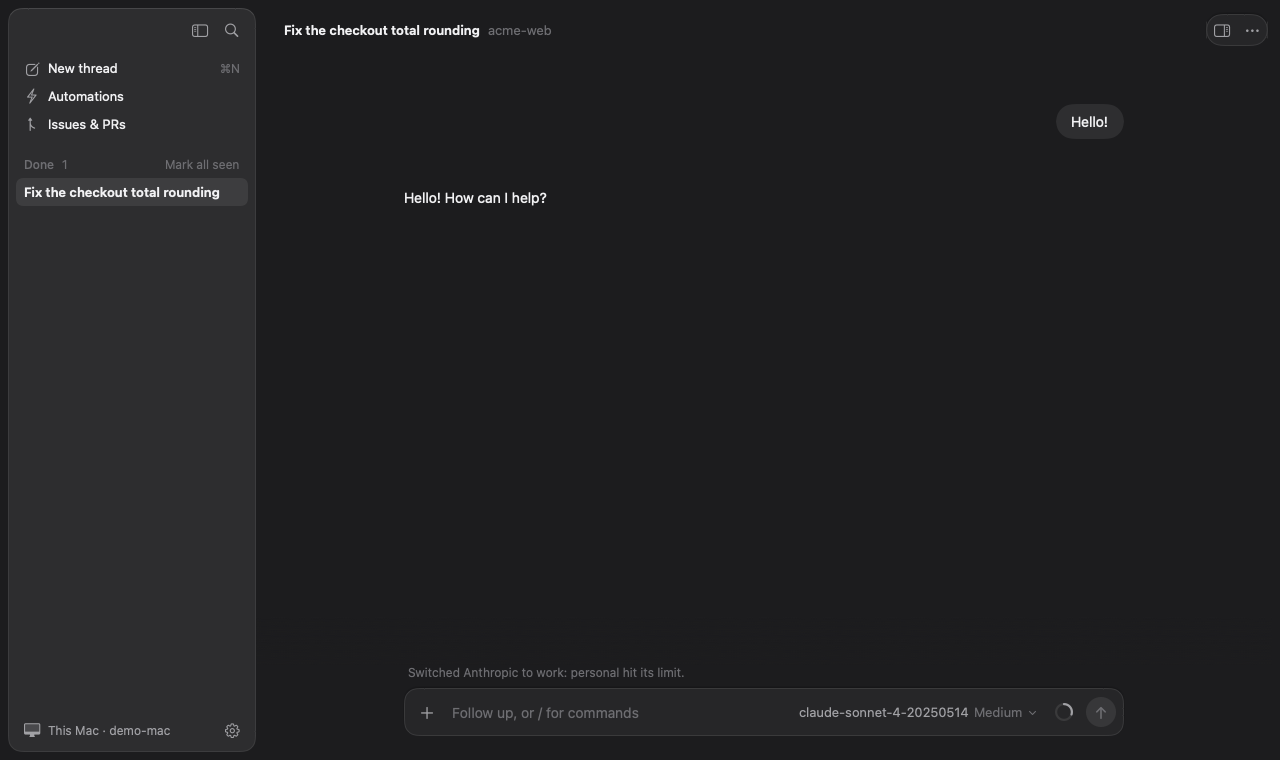 Fix the checkout total rounding acme-web
New thread ⌘N
Automations
Issues & PRs
Done 1 Mark all seen
Fix the checkout total rounding
Hello!
Hello! How can I help?
Switched Anthropic to work: personal hit its limit.
Follow up, or / for commands claude-sonnet-4-20250514 Medium
This Mac · demo-mac